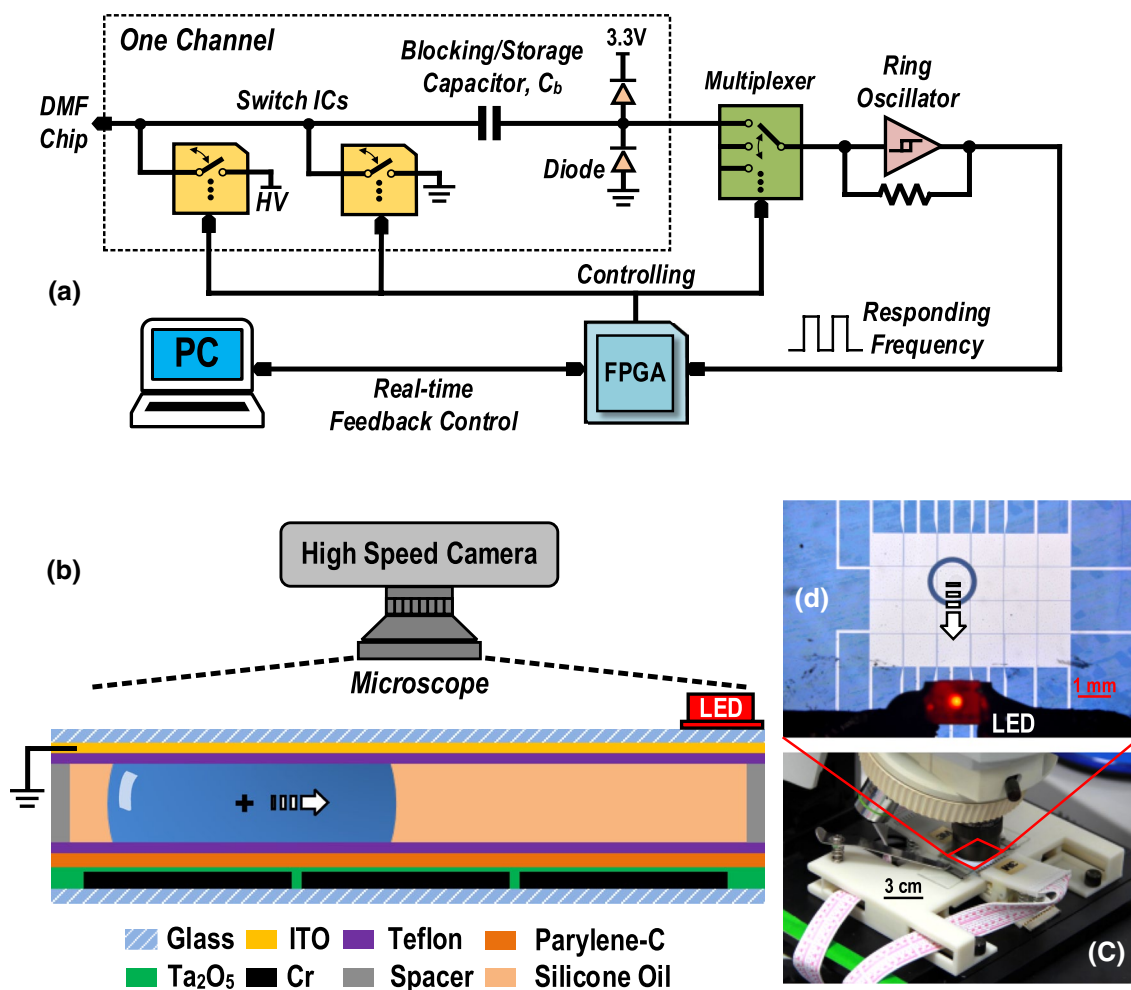 One Channel
3.3V
Blocking/Storage
Capacitor, Cb
Multiplexer
Ring
Oscillator
DMF
Chip
Switch ICs
Diode
HV
(a)
Controlling
PC
FPGA
Responding
Frequency
Real-time
Feedback Control
(b)
High Speed Camera
Microscope
LED
+
Glass
ITO
Teflon
Parylene-C
Ta2O5
Cr
Spacer
Silicone Oil
(d)
1 mm
LED
3 cm
(C)